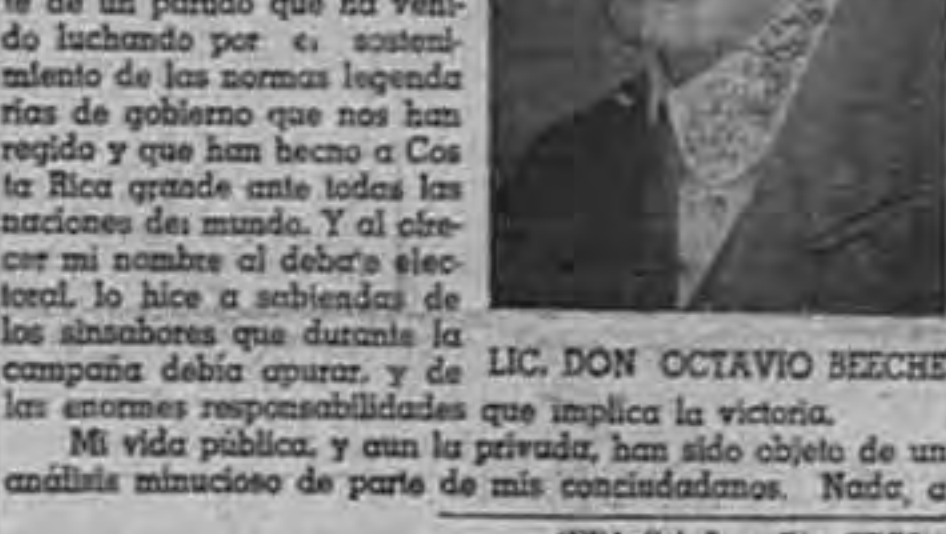 te de un partido que ha veni-
do luchando por el sosteni-
miento de las normas legenda
rias de gobierno que nos han
regido y que han hecno a Cos
ta Rica grande ante todas las
naciones del mundo. Y al ofre-
cer mi nombre al debate elec-
toral, lo hice a sabiendas de
los sinsabores que durante la
campaña debía apurar, y de
las enormes responsabilidades que implica la victoria.
LIC. DON OCTAVIO BEECHE
Mi vida pública, y aun la privada, han sido objeto de un
análisis minucioso de parte de mis conciudadanos. Nada, a